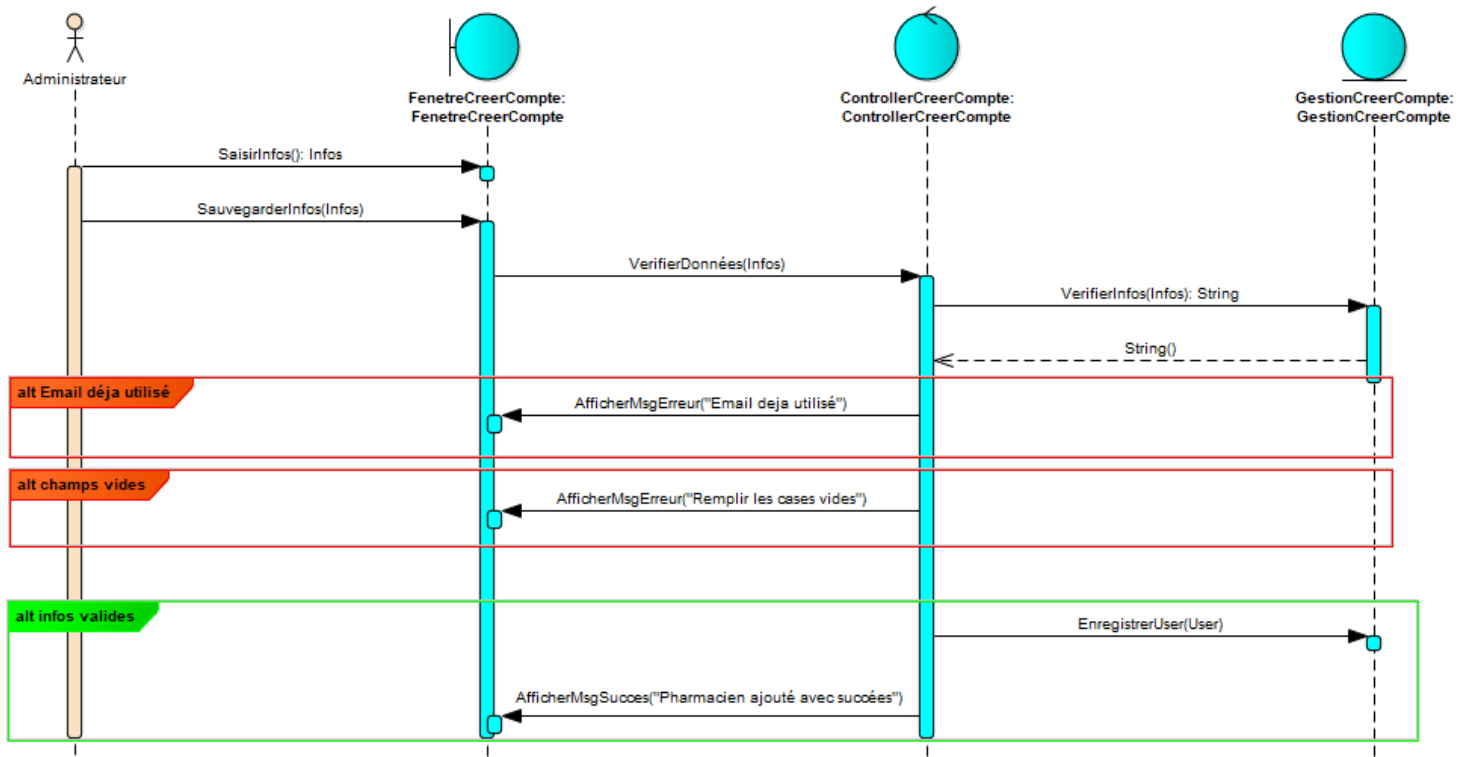 Administrateur
FenetreCreerCompte:
FenetreCreerCompte
ControllerCreerCompte:
ControllerCreerCompte
GestionCreerCompte:
GestionCreerCompte
SaisirInfos(): Infos
SauvegarderInfos(Infos)
VerifierDonnées(Infos)
VerifierInfos(Infos): String
String()
alt Email déja utilisé
AfficherMsgErreur("Email deja utilisé")
alt champs vides
AfficherMsgErreur("Remplir les cases vides")
alt infos valides
EnregistrerUser(User)
AfficherMsgSucces("Pharmacien ajouté avec succées")